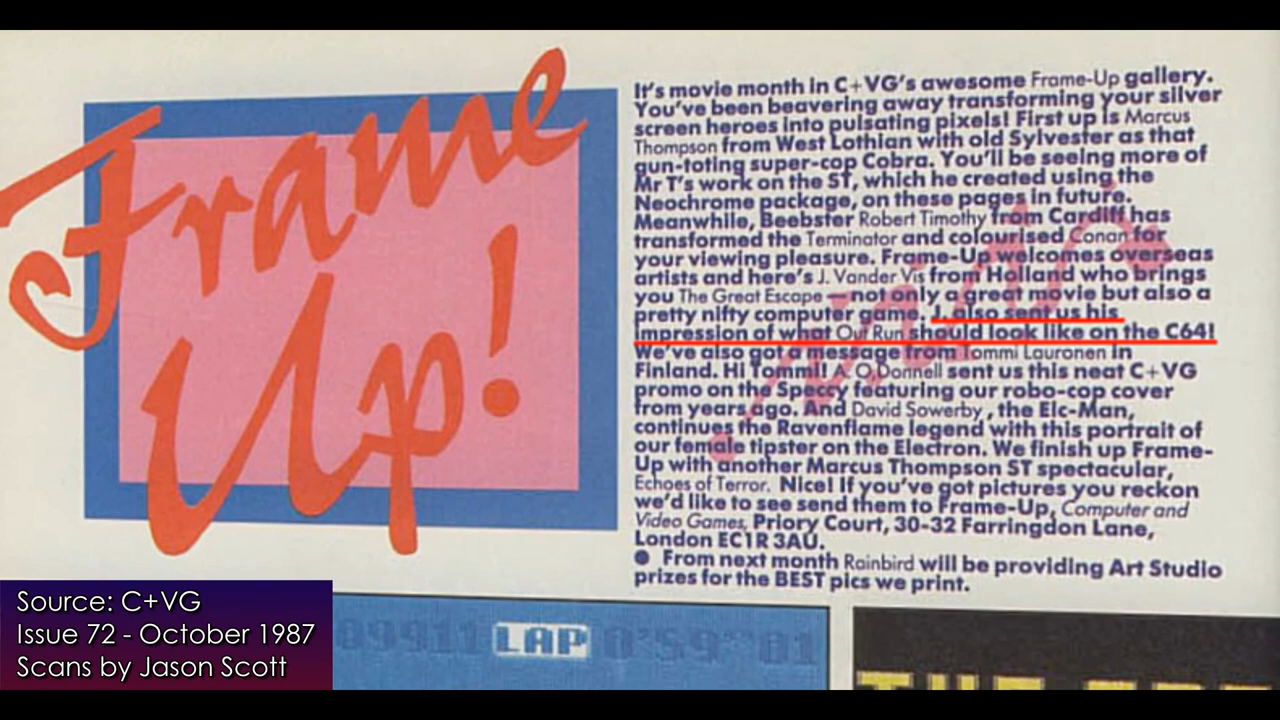 Frame
Up!
It's movie month in C+VG's awesome Frame-Up gallery.
You've been beavering away transforming your silver
screen heroes into pulsating pixels! First up is Marcus
Thompson from West Lothian with old Sylvester as that
gun-toting super-cop Cobra. You'll be seeing more of
Mr T's work on the ST, which he created using the
Neochrome package, on these pages in future.
Meanwhile, Beebster Robert Timothy from Cardiff has
transformed the Terminator and colourised Conan for
your viewing pleasure. Frame-Up welcomes overseas
artists and here's J. Vander Vis from Holland who brings
you The Great Escape — not only a great movie but also a
pretty nifty computer game. J. also sent us his
impression of what Out Run should look like on the C64!
We've also got a message from Tommi Lauronen in
Finland. Hi Tommi! A. O'Donnell sent us this neat C+VG
promo on the Speccy featuring our robo-cop cover
from years ago. And David Sowerby, the Elc-Man,
continues the Ravenflame legend with this portrait of
our female tipster on the Electron. We finish up Frame-
Up with another Marcus Thompson ST spectacular,
Echoes of Terror. Nice! If you've got pictures you reckon
we'd like to see send them to Frame-Up, Computer and
Video Games, Priory Court, 30-32 Farringdon Lane,
London EC1R 3AU.
● From next month Rainbird will be providing Art Studio
prizes for the BEST pics we print.
Source: C+VG
Issue 72 - October 1987
Scans by Jason Scott
89911 LAP 0'59"81